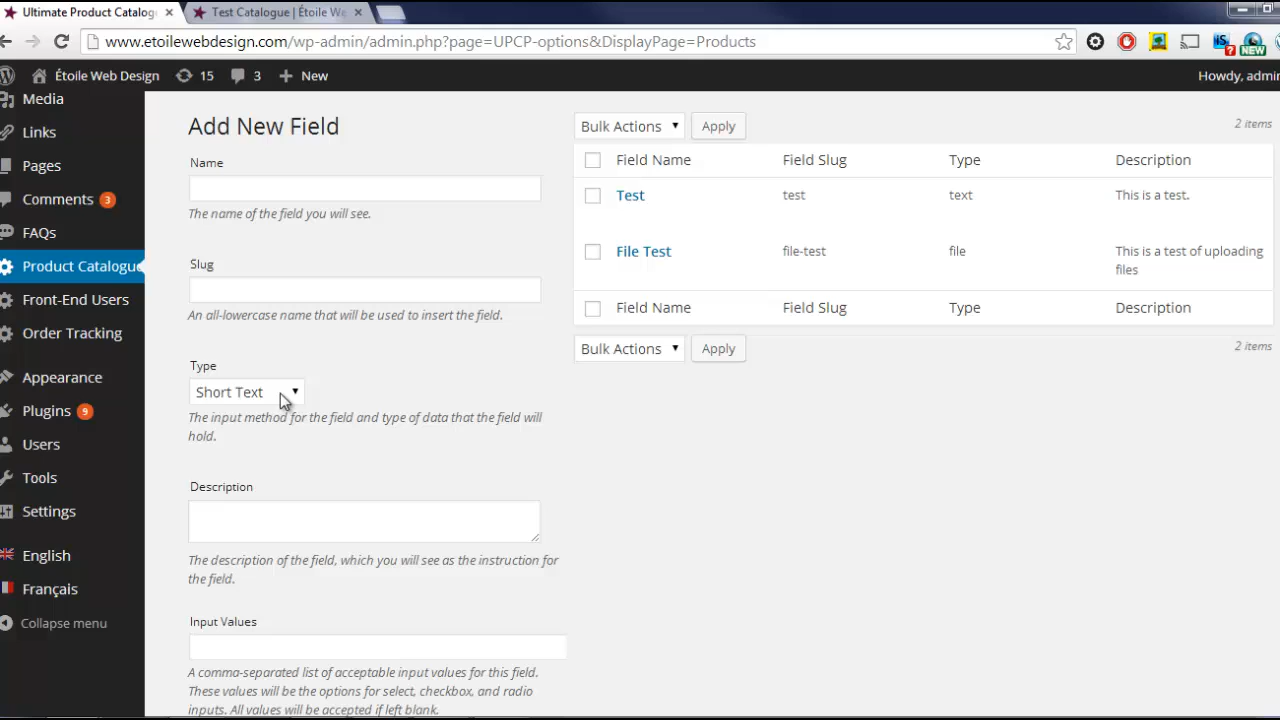 Ultimate Product Catalog
Test Catalogue | Étoile We
www.etoilewebdesign.com/wp-admin/admin.php?page=UPCP-options&DisplayPage=Products
NEW
Étoile Web Design
15
3
New
Howdy, admin
Media
Links
Pages
Comments 3
FAQs
Product Catalogue
Front-End Users
Order Tracking
Appearance
Plugins 9
Users
Tools
Settings
English
Français
Collapse menu
Add New Field
Name
The name of the field you will see.
Slug
An all-lowercase name that will be used to insert the field.
Type
Short Text
The input method for the field and type of data that the field will
hold.
Description
The description of the field, which you will see as the instruction for
the field.
Input Values
A comma-separated list of acceptable input values for this field.
These values will be the options for select, checkbox, and radio
inputs. All values will be accepted if left blank.
Bulk Actions Apply 2 items
Field Name Field Slug Type Description
Test test text This is a test.
File Test file-test file This is a test of uploading
files
Field Name Field Slug Type Description
Bulk Actions Apply 2 items